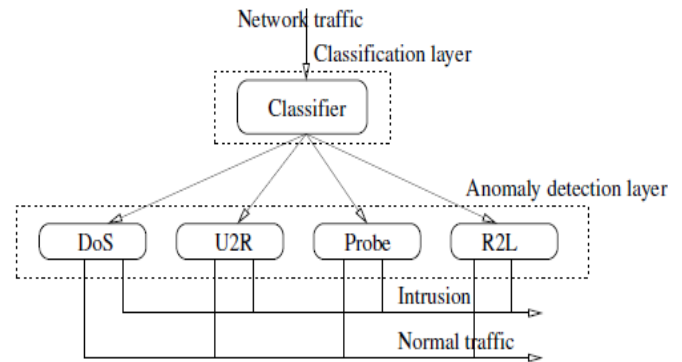 Network traffic
Classification layer
Classifier
Anomaly detection layer
DoS
U2R
Probe
R2L
Intrusion
Normal traffic